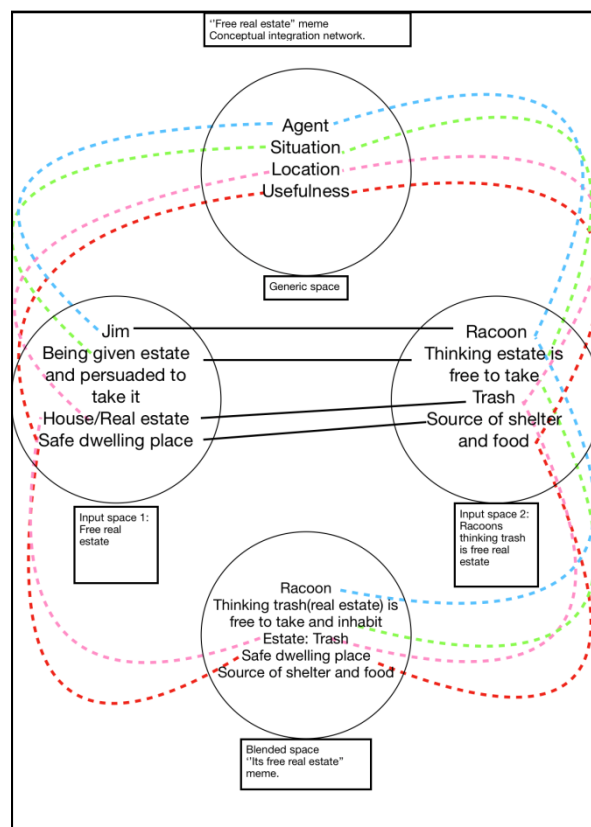 ‘'Free real estate” meme
Conceptual integration network.
Agent
Situation
Location
Usefulness
Generic space
Jim
Being given estate
and persuaded to
take it
House/Real estate
Safe dwelling place
Racoon
Thinking estate is
free to take
Trash
Source of shelter
and food
Input space 1:
Free real
estate
Input space 2:
Racoons
thinking trash
is free real
estate
Racoon
Thinking trash(real estate) is
free to take and inhabit
Estate: Trash
Safe dwelling place
Source of shelter and food
Blended space
‘'Its free real estate”
meme.